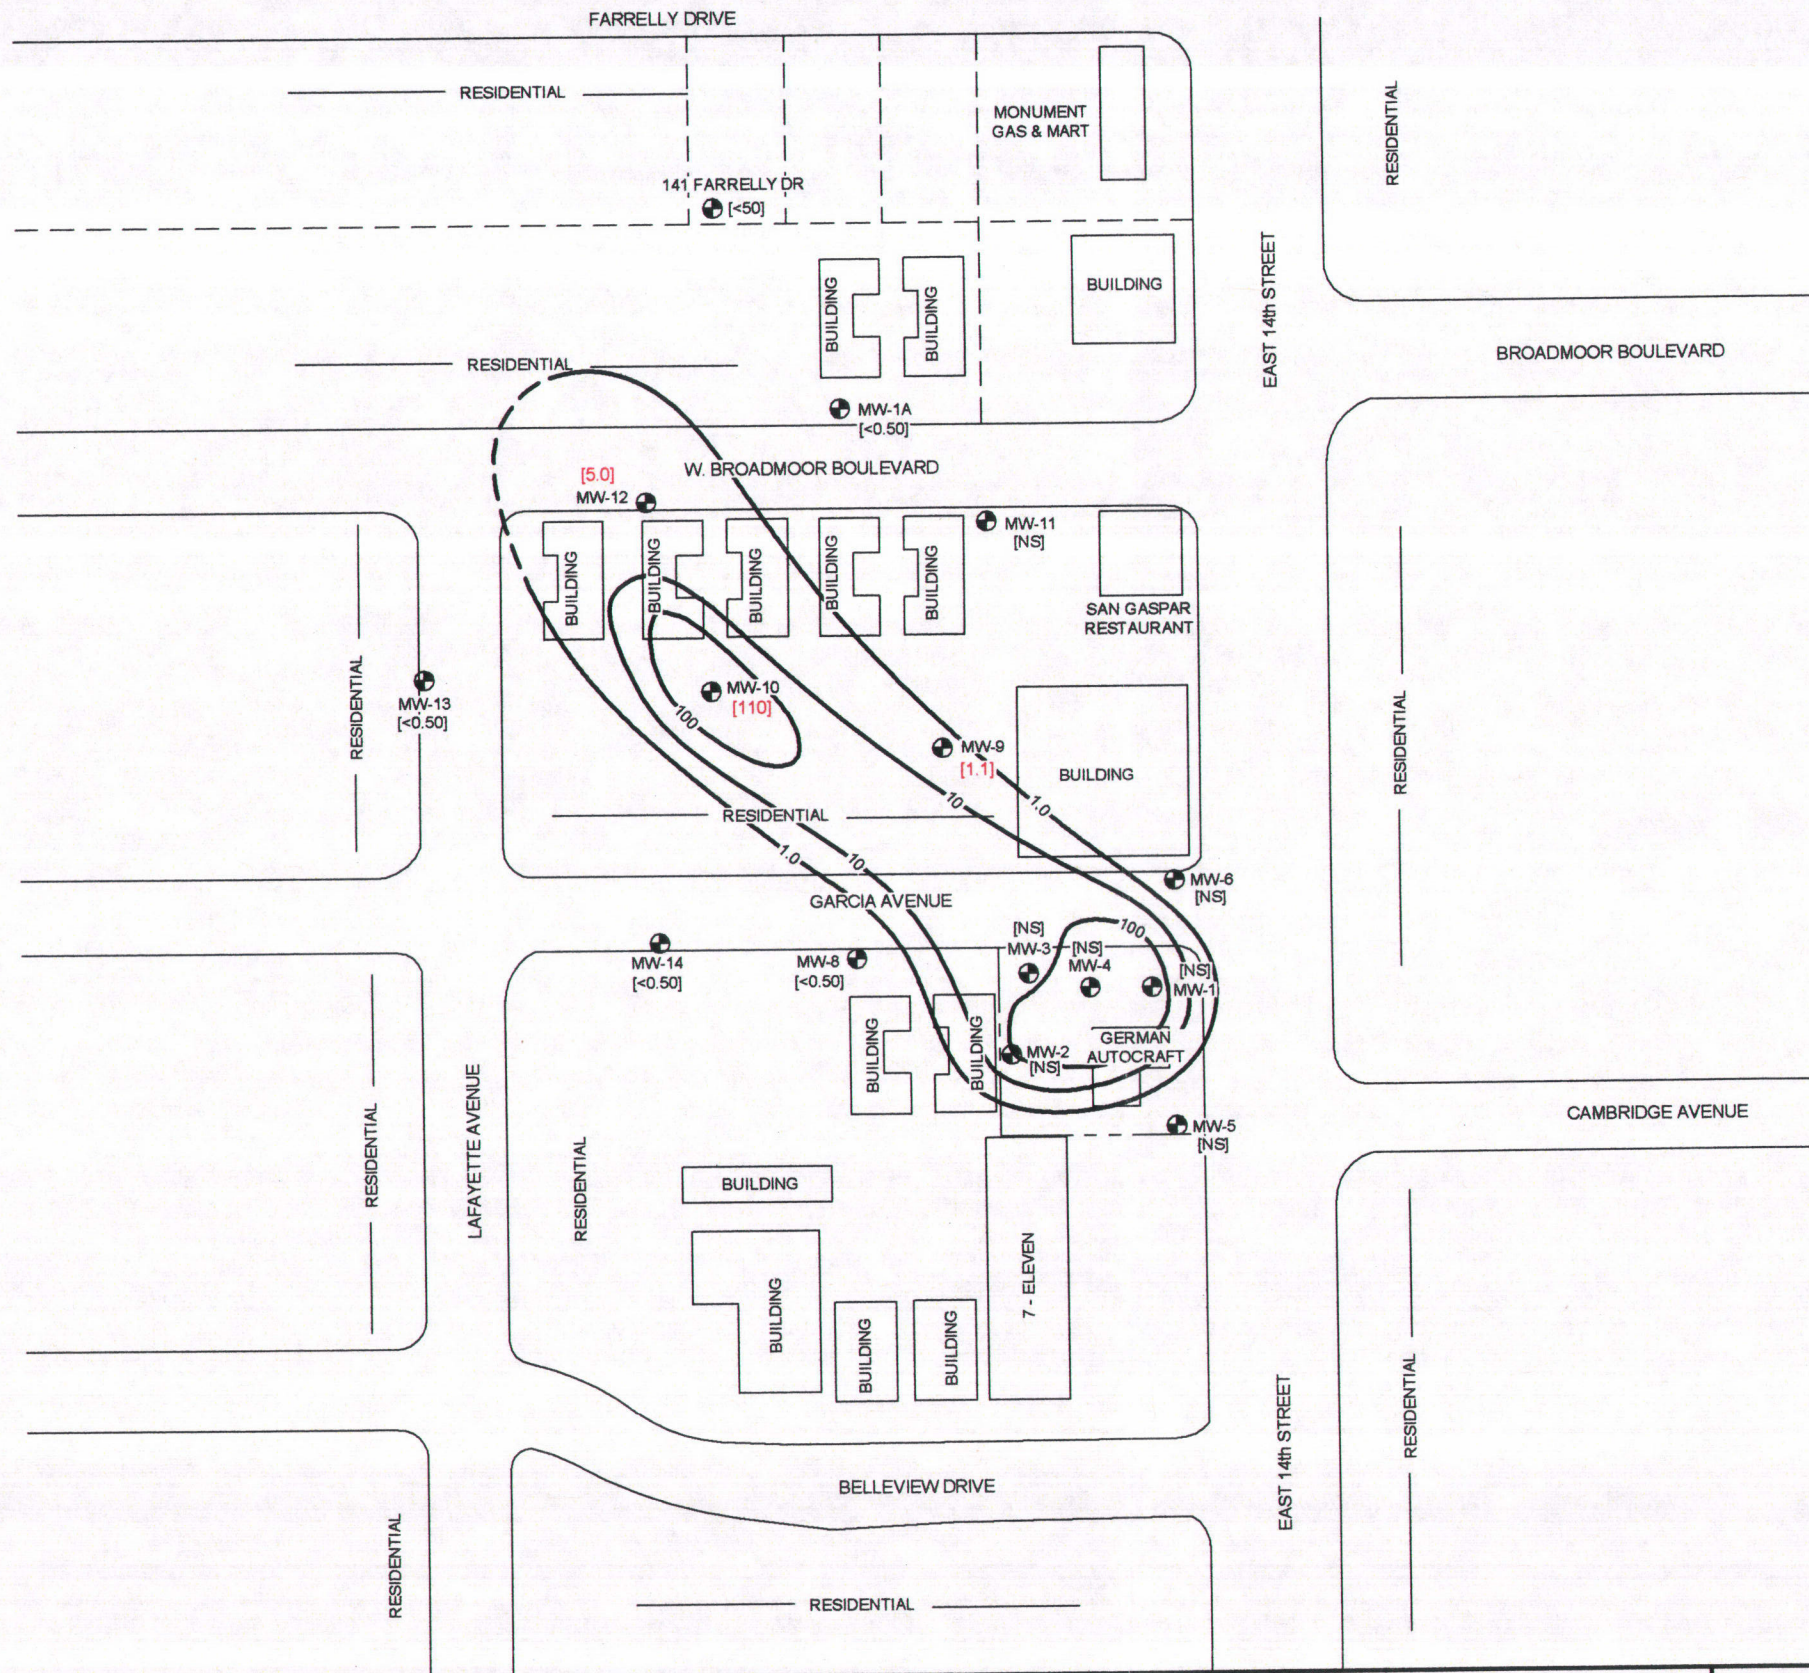 FARRELLY DRIVE
RESIDENTIAL
MONUMENT
GAS & MART
RESIDENTIAL
141 FARRELLY DR
[<50]
BUILDING
BUILDING
BUILDING
EAST 14th STREET
BROADMOOR BOULEVARD
RESIDENTIAL
MW-1A
[<0.50]
W. BROADMOOR BOULEVARD
[5.0]
MW-12
MW-11
[NS]
BUILDING
BUILDING
BUILDING
BUILDING
BUILDING
SAN GASPAR
RESTAURANT
RESIDENTIAL
MW-13
[<0.50]
MW-10
[110]
100
MW-9
[1.1]
BUILDING
RESIDENTIAL
10
1.0
RESIDENTIAL
1.0
10
GARCIA AVENUE
MW-6
[NS]
100
[NS]
MW-3
[NS]
MW-4
[NS]
MW-1
MW-14
[<0.50]
MW-8
[<0.50]
BUILDING
BUILDING
MW-2
[NS]
GERMAN
AUTOCRAFT
MW-5
[NS]
CAMBRIDGE AVENUE
RESIDENTIAL
LAFAYETTE AVENUE
RESIDENTIAL
BUILDING
BUILDING
BUILDING
BUILDING
7 - ELEVEN
EAST 14th STREET
RESIDENTIAL
BELLEVIEW DRIVE
RESIDENTIAL
RESIDENTIAL